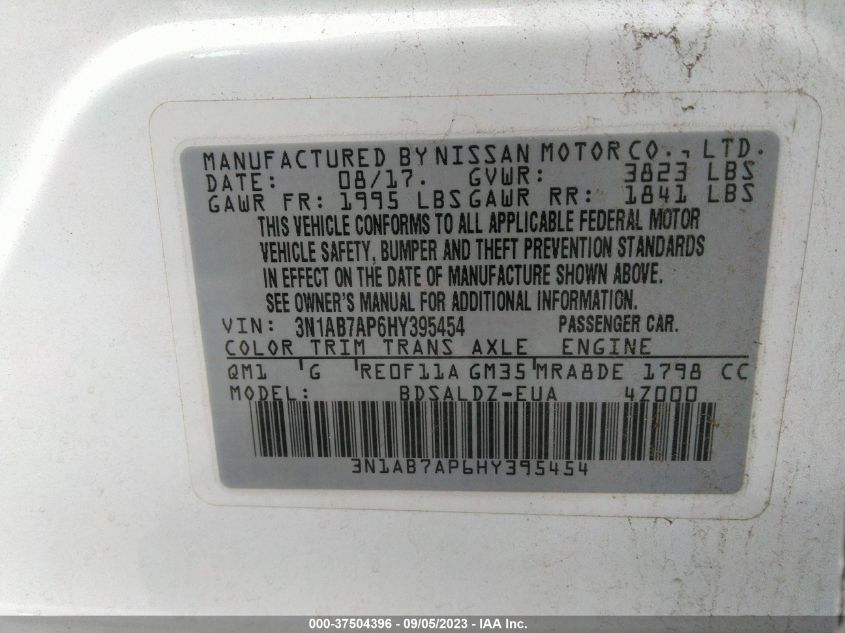 MANUFACTURED BY NISSAN MOTOR CO., LTD.
DATE: 08/17. GVWR: 3823 LBS
GAWR FR: 1995 LBS GAWR RR: 1841 LBS
THIS VEHICLE CONFORMS TO ALL APPLICABLE FEDERAL MOTOR
VEHICLE SAFETY, BUMPER AND THEFT PREVENTION STANDARDS
IN EFFECT ON THE DATE OF MANUFACTURE SHOWN ABOVE.
SEE OWNER'S MANUAL FOR ADDITIONAL INFORMATION.
VIN: 3N1AB7AP6HY395454 PASSENGER CAR.
COLOR TRIM TRANS AXLE ENGINE
QM1 G RE0F11A GM35 MRA8DE 1798 CC
MODEL: BDSALDZ-EUA 4Z000
3N1AB7AP6HY395454
000-37504396 - 09/05/2023 - IAA Inc.